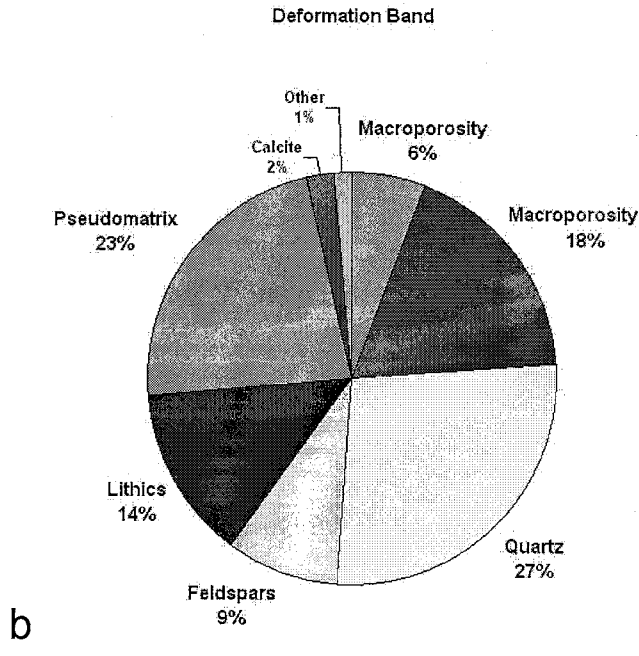 Deformation Band
Other
1%
Macroporosity
6%
Calcite
2%
Macroporosity
18%
Pseudomatrix
23%
Lithics
14%
Quartz
27%
Feldspars
9%
b